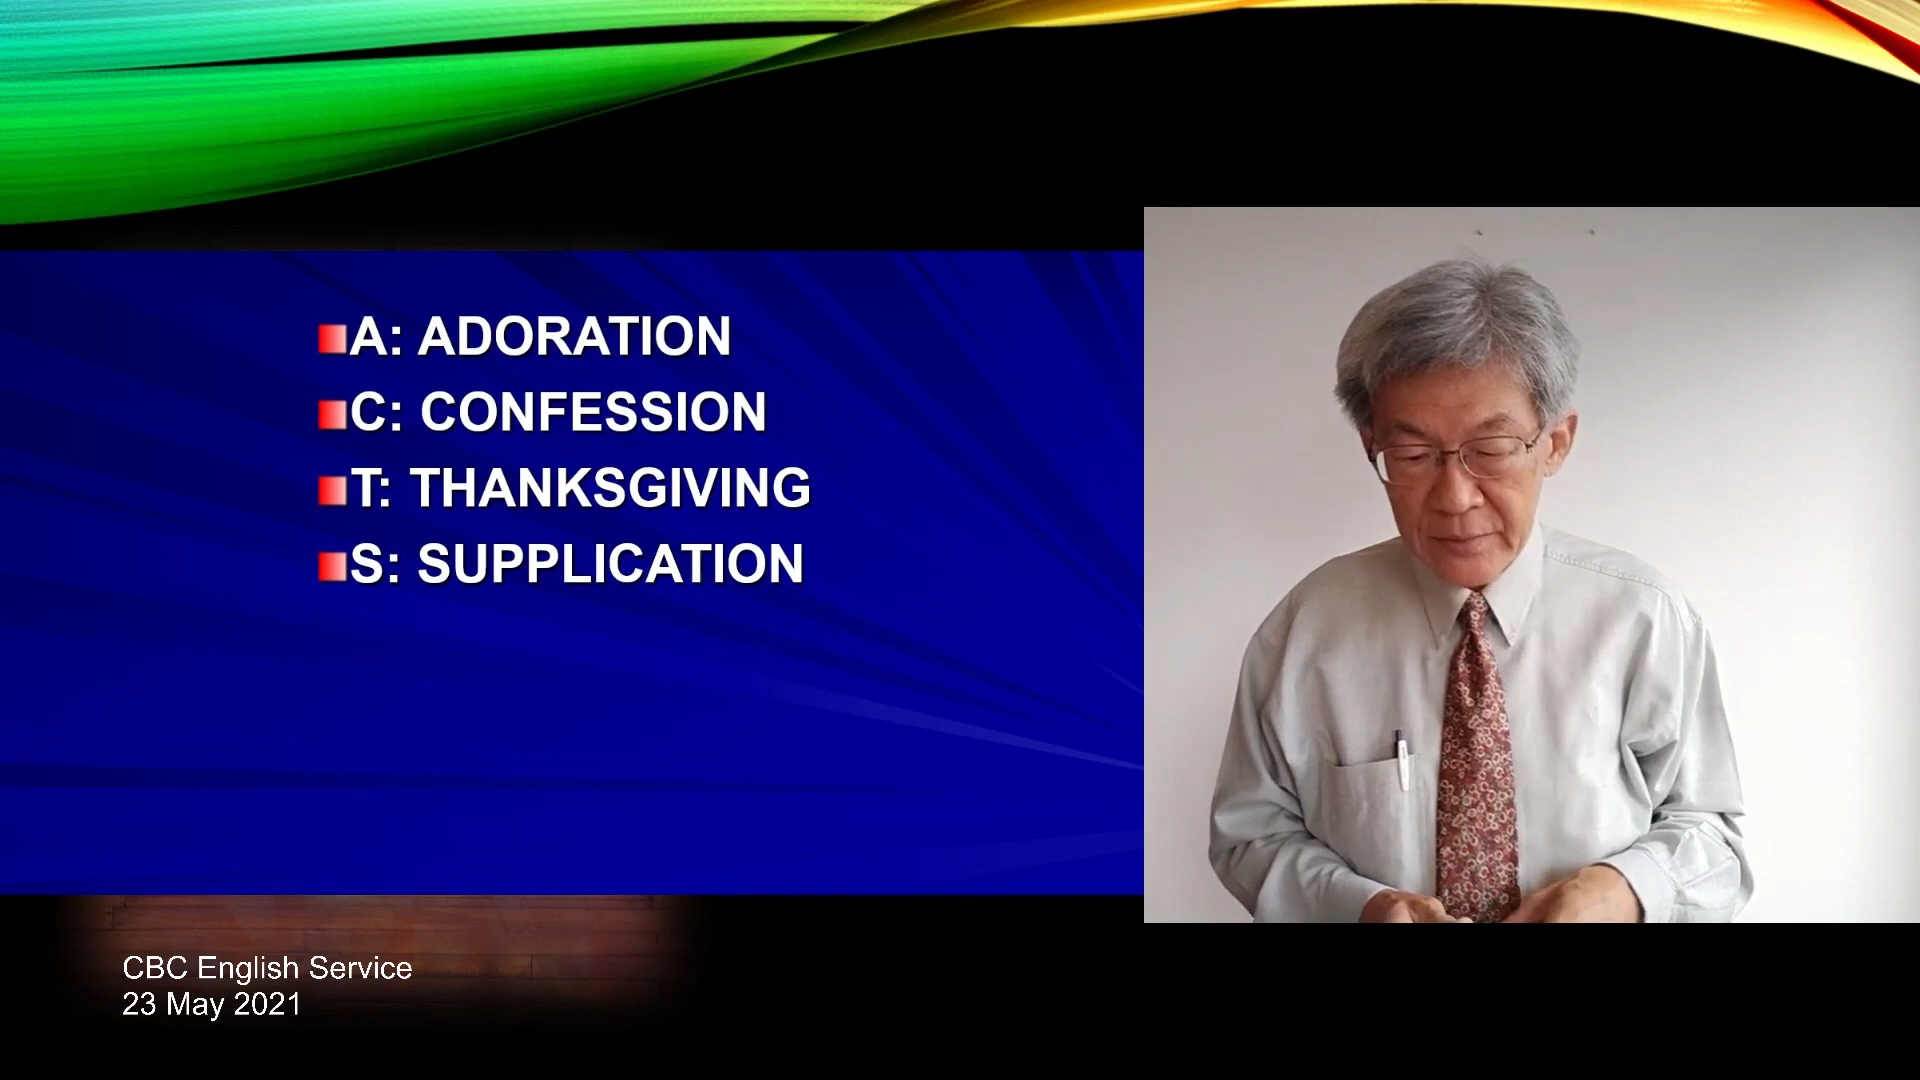 A: ADORATION
C: CONFESSION
T: THANKSGIVING
S: SUPPLICATION
CBC English Service
23 May 2021